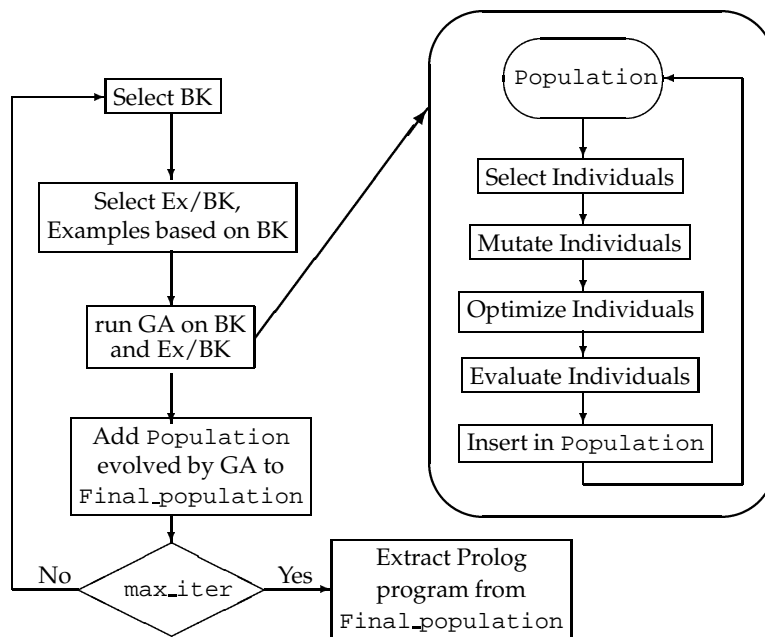 Select BK
Select Ex/BK,
Examples based on BK
run GA on BK
and Ex/BK
Add Population
evolved by GA to
Final_population
max_iter
No
Yes
Extract Prolog
program from
Final_population
Population
Select Individuals
Mutate Individuals
Optimize Individuals
Evaluate Individuals
Insert in Population